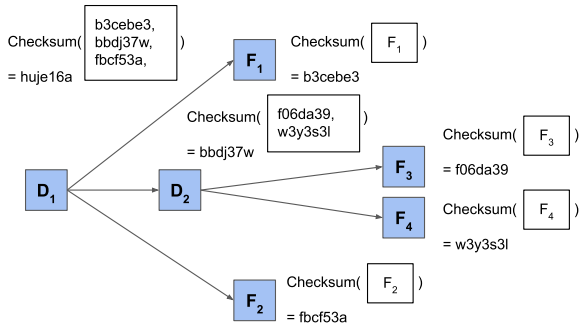 Checksum( b3cebe3, bbdj37w, fbcf53a, )
= huje16a
F1
Checksum( F1 )
= b3cebe3
Checksum( f06da39, w3y3s3l )
= bbdj37w
D1
D2
F3
Checksum( F3 )
= f06da39
F4
Checksum( F4 )
= w3y3s3l
F2
Checksum( F2 )
= fbcf53a